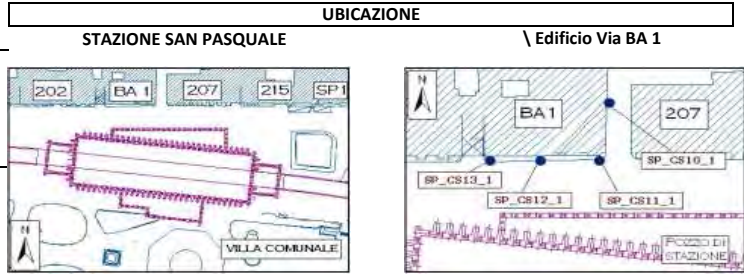 UBICAZIONE
STAZIONE SAN PASQUALE
\ Edificio Via BA 1
202
BA 1
207
215
SP1
N
VILLA COMUNALE
N
BA1
207
SP_CS10_1
SP_CS13_1
SP_CS12_1
SP_CS11_1
POZZO DI
STAZIONE